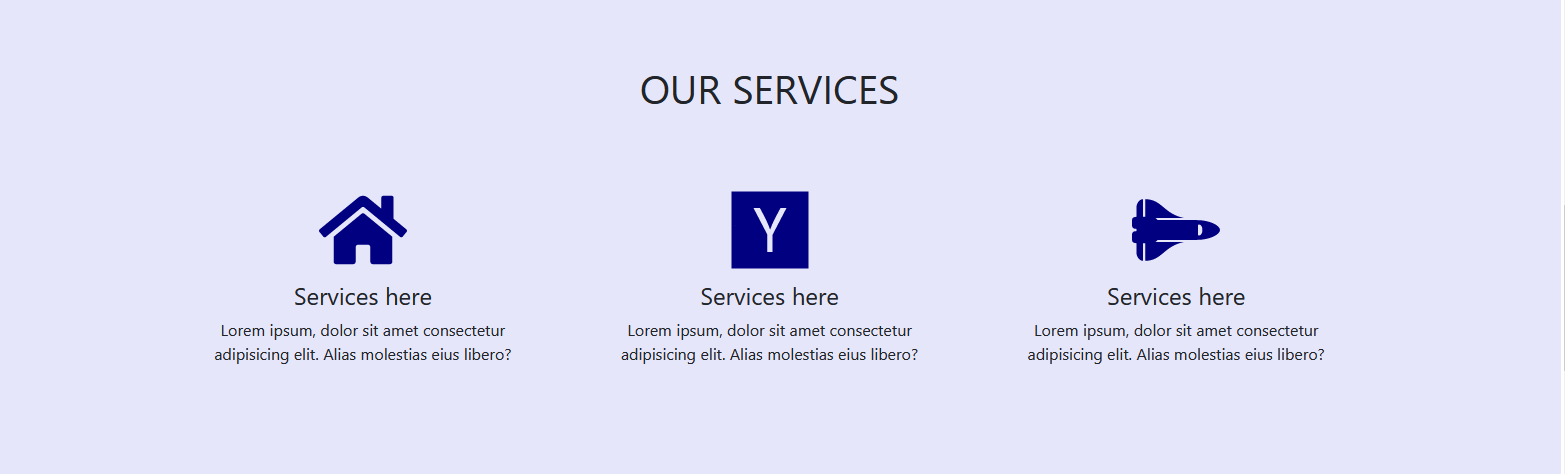 OUR SERVICES
Y
Services here
Lorem ipsum, dolor sit amet consectetur
adipisicing elit. Alias molestias eius libero?
Services here
Lorem ipsum, dolor sit amet consectetur
adipisicing elit. Alias molestias eius libero?
Services here
Lorem ipsum, dolor sit amet consectetur
adipisicing elit. Alias molestias eius libero?